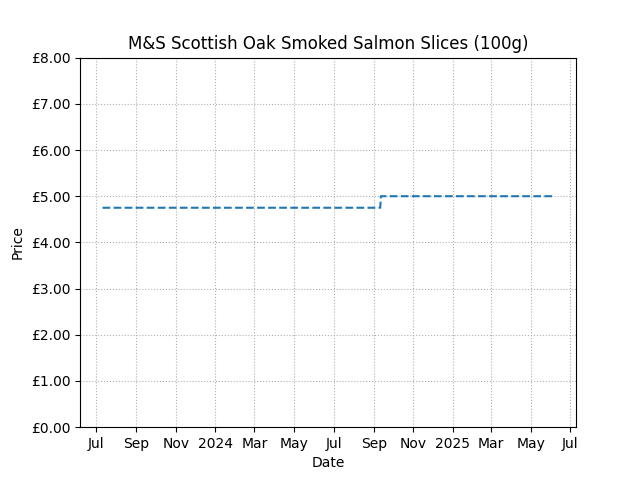 M&S Scottish Oak Smoked Salmon Slices (100g)
£8.00
£7.00
£6.00
£5.00
£4.00
£3.00
£2.00
£1.00
£0.00
Price
Jul Sep Nov 2024 Mar May Jul Sep Nov 2025 Mar May Jul
Date